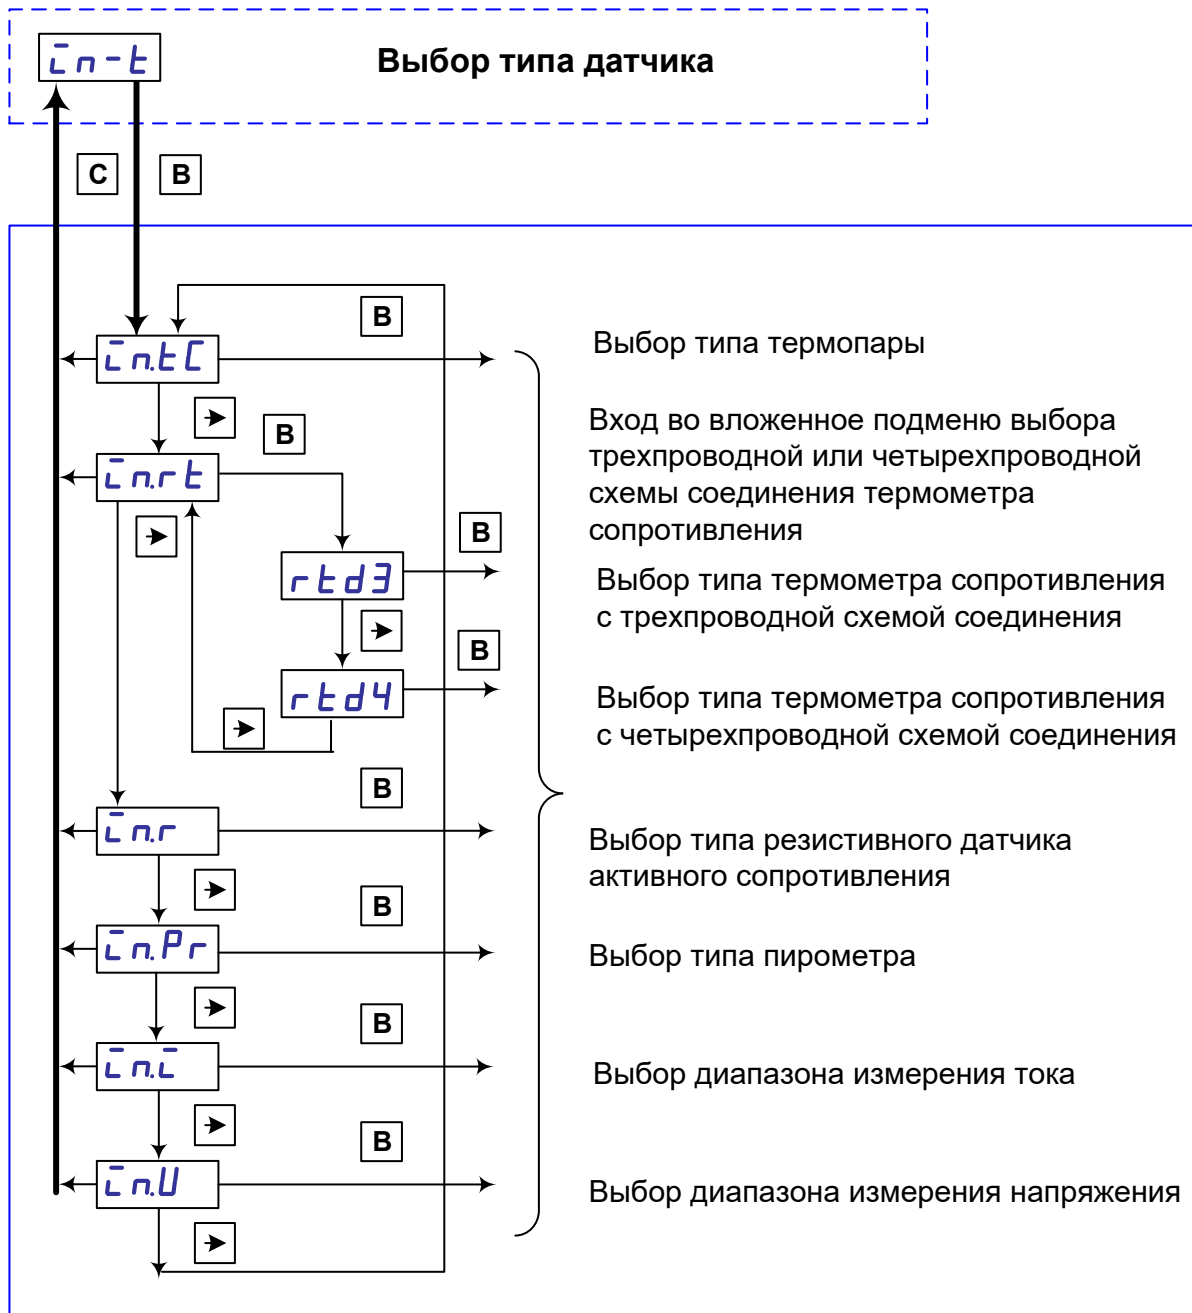 in-t
Выбор типа датчика
C
B
B
in.tC
Выбор типа термопары
B
Вход во вложенное подменю выбора
трехпроводной или четырехпроводной
схемы соединения термометра
сопротивления
in.rt
B
rtd3
Выбор типа термометра сопротивления
с трехпроводной схемой соединения
B
rtd4
Выбор типа термометра сопротивления
с четырехпроводной схемой соединения
B
in.r
Выбор типа резистивного датчика
активного сопротивления
B
in.Pr
Выбор типа пирометра
B
in.i
Выбор диапазона измерения тока
B
in.U
Выбор диапазона измерения напряжения